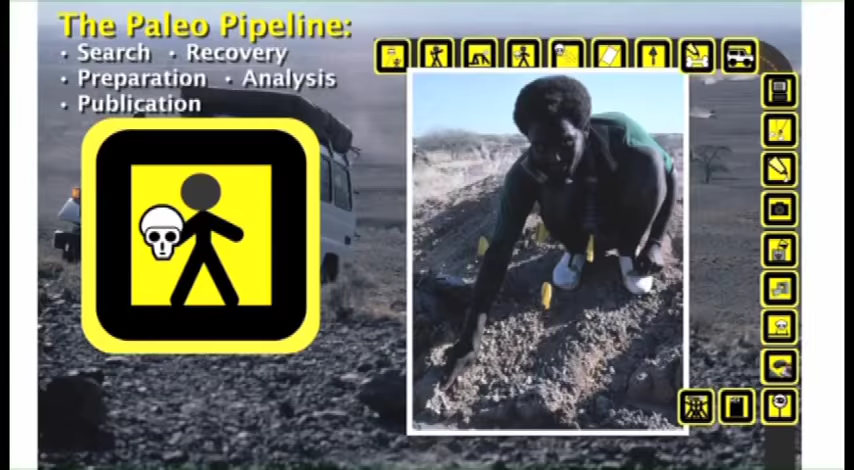 The Paleo Pipeline:
· Search · Recovery
· Preparation · Analysis
· Publication